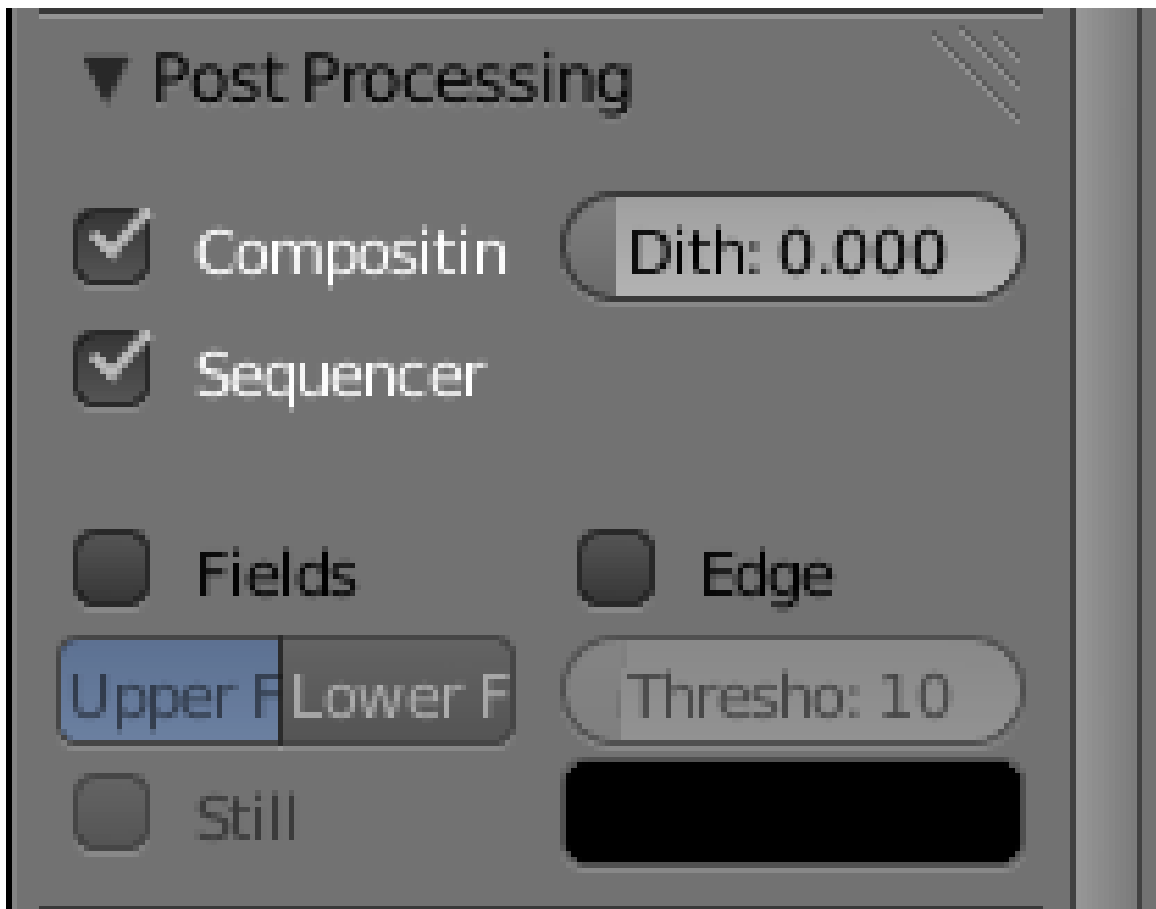 Post Processing
Compositin Dith: 0.000
Sequencer
Fields Edge
Upper F Lower F Thresho: 10
Still